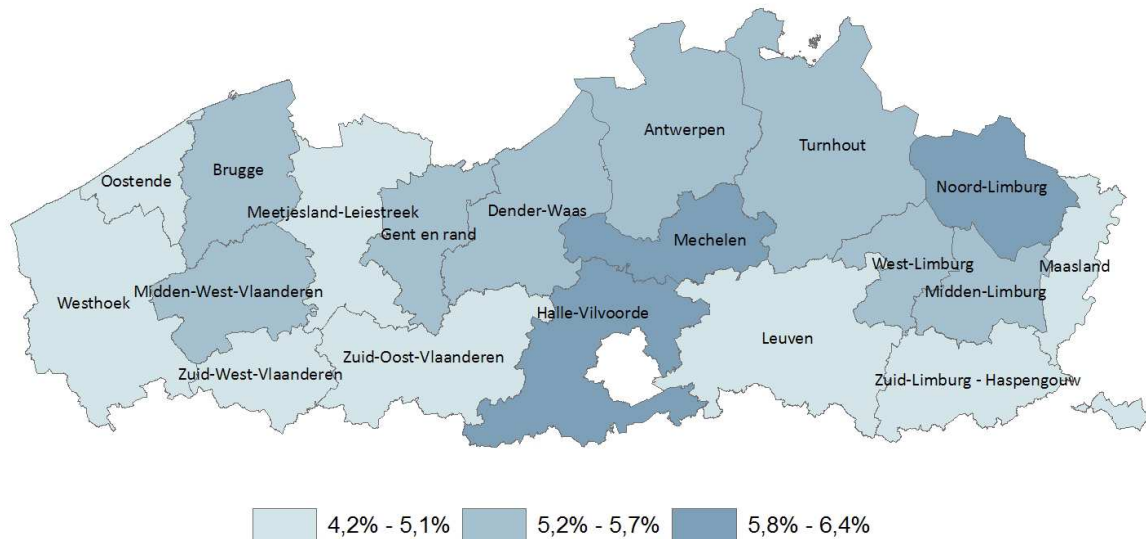 Antwerpen
Turnhout
Brugge
Oostende
Noord-Limburg
Meetjesland-Leiestreek
Dender-Waas
Gent en rand
Mechelen
West-Limburg
Maasland
Westhoek
Midden-West-Vlaanderen
Midden-Limburg
Halle-Vilvoorde
Leuven
Zuid-Oost-Vlaanderen
Zuid-West-Vlaanderen
Zuid-Limburg - Haspengouw
4,2% - 5,1%
5,2% - 5,7%
5,8% - 6,4%